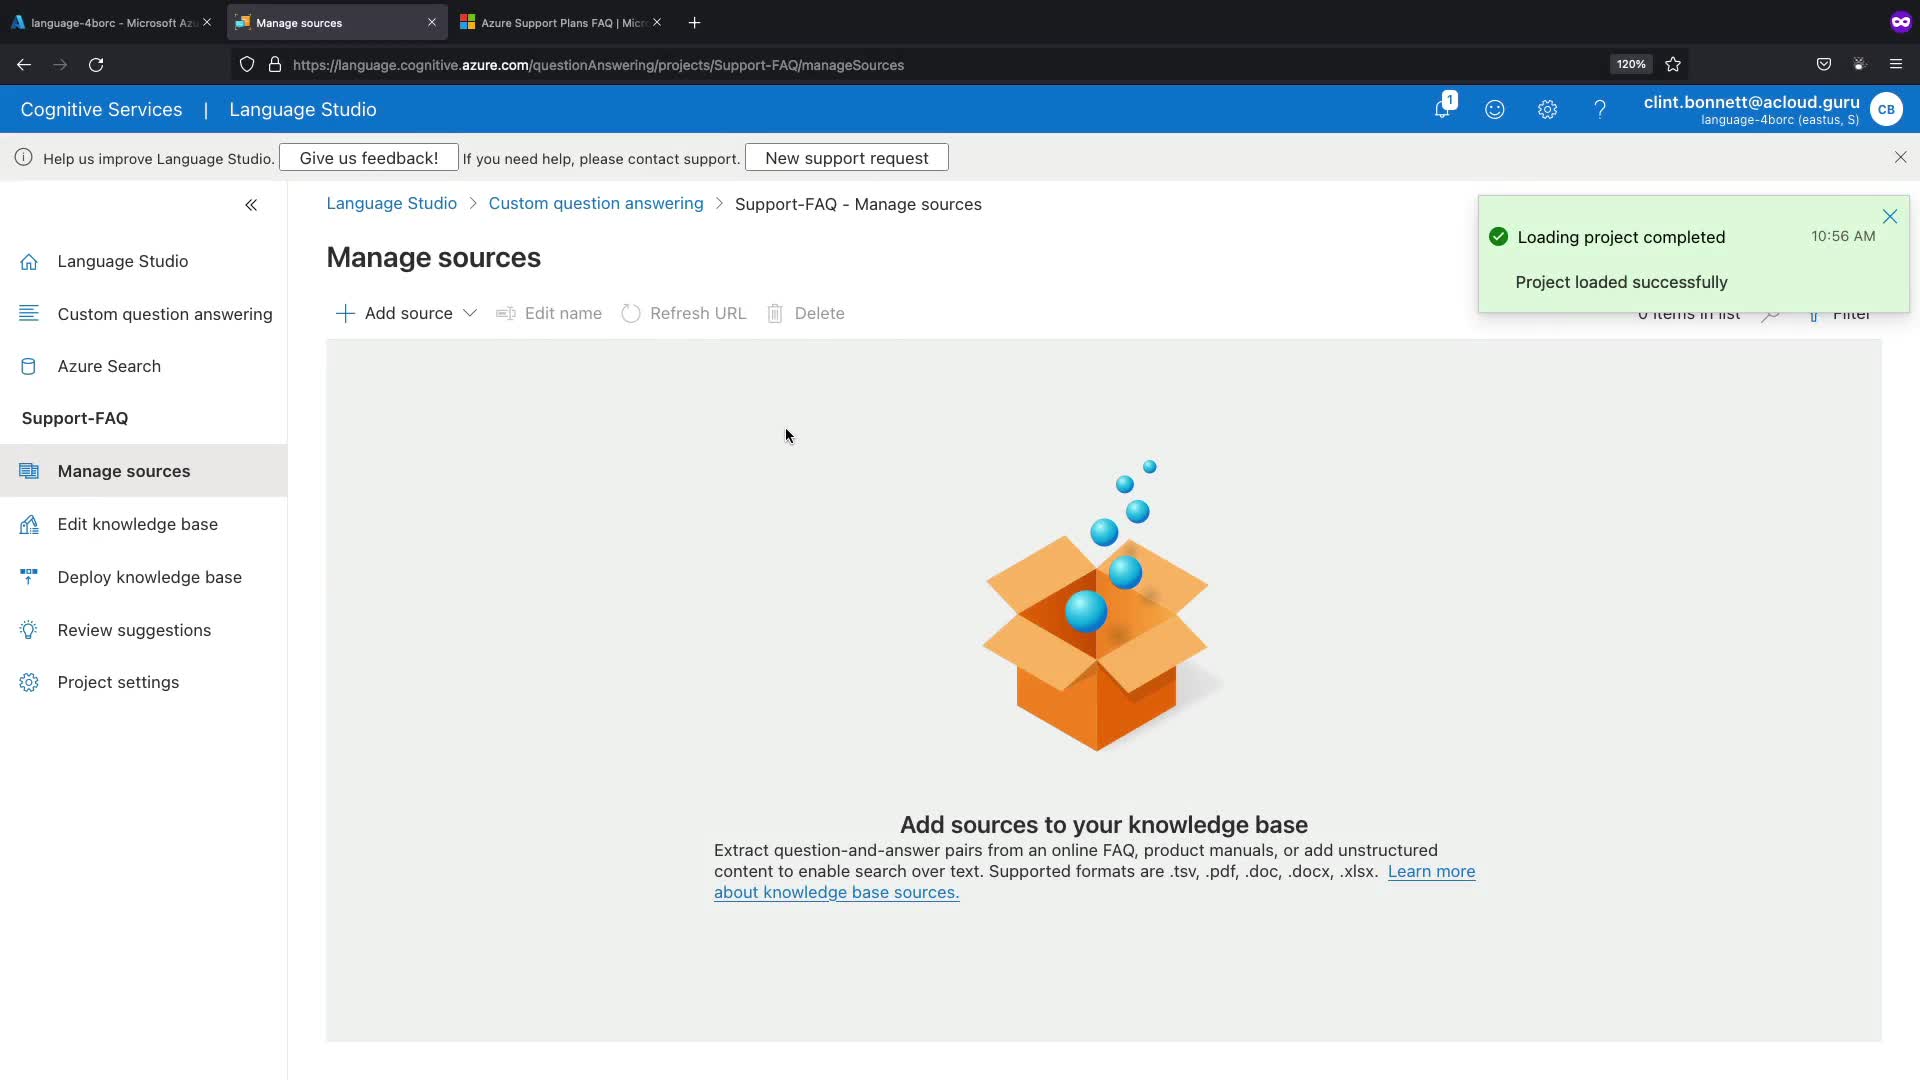 language-4borc - Microsoft Azu
Manage sources
Azure Support Plans FAQ | Micr
https://language.cognitive.azure.com/questionAnswering/projects/Support-FAQ/manageSources
120%
Cognitive Services | Language Studio
1
clint.bonnett@acloud.guru
language-4borc (eastus, S)
CB
Help us improve Language Studio. Give us feedback! If you need help, please contact support. New support request
Language Studio > Custom question answering > Support-FAQ - Manage sources
Loading project completed 10:56 AM
Project loaded successfully
Manage sources
Add source Edit name Refresh URL Delete
0 items in list Filter
Language Studio
Custom question answering
Azure Search
Support-FAQ
Manage sources
Edit knowledge base
Deploy knowledge base
Review suggestions
Project settings
Add sources to your knowledge base
Extract question-and-answer pairs from an online FAQ, product manuals, or add unstructured
content to enable search over text. Supported formats are .tsv, .pdf, .doc, .docx, .xlsx. Learn more
about knowledge base sources.